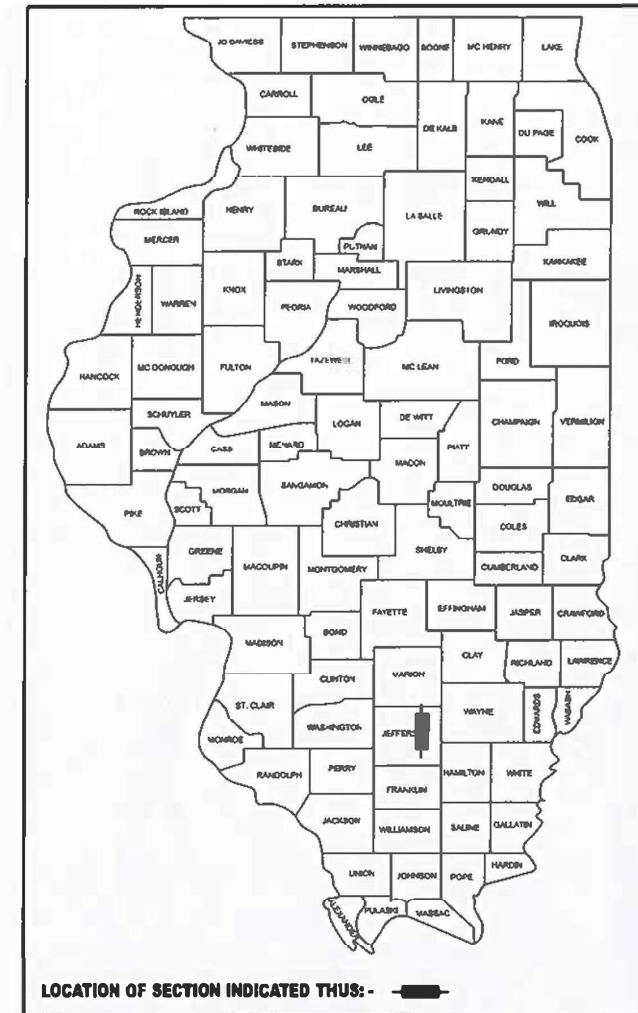 JO DAVIESS STEPHENSON WINNEBAGO BOONE MC HENRY LAKE
CARROLL OGLE DE KALB KANE DU PAGE COOK
WHITESIDE LEE KENDALL WILL
ROCK ISLAND HENRY BUREAU LA SALLE GRUNDY
MERCER PUTNAM KANKAKEE
HENDERSON WARREN KNOX STARK MARSHALL LIVINGSTON
PEORIA WOODFORD IROQUOIS
HANCOCK MC DONOUGH FULTON TAZEWELL MC LEAN FORD
SCHUYLER MASON LOGAN DE WITT CHAMPAIGN VERMILION
ADAMS BROWN CASS MENARD MACON PIATT
PIKE SCOTT MORGAN SANGAMON MOULTRIE DOUGLAS EDGAR
CHRISTIAN COLES
CALHOUN GREENE MACOUPIN MONTGOMERY SHELBY CUMBERLAND CLARK
JERSEY FAYETTE EFFINGHAM JASPER CRAWFORD
MADISON BOND CLAY RICHLAND LAWRENCE
CLINTON MARION
ST. CLAIR WASHINGTON JEFFERS WAYNE EDWARDS WABASH
MONROE
RANDOLPH PERRY FRANKLIN HAMILTON WHITE
JACKSON WILLIAMSON SALINE GALLATIN
UNION JOHNSON POPE HARDIN
ALEXANDER PULASKI MASSAC
LOCATION OF SECTION INDICATED THUS: -